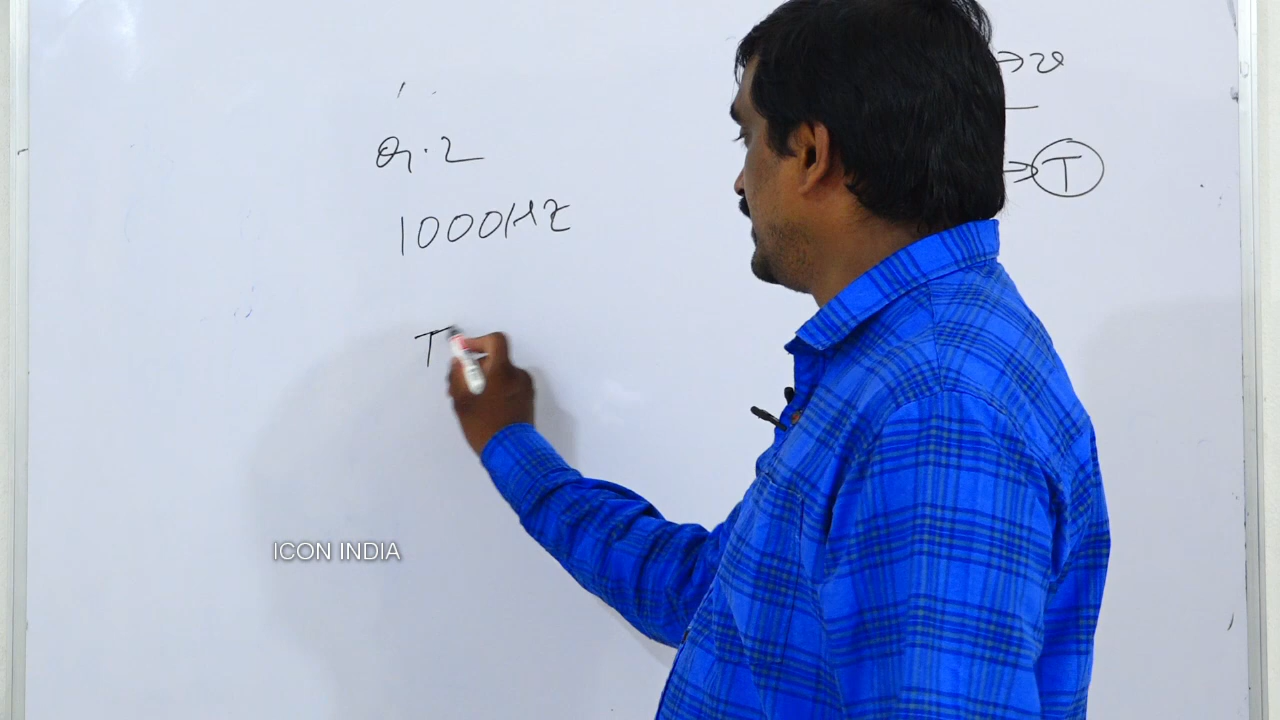 Q.2
1000HZ
T
→ν
⇒T
ICON INDIA